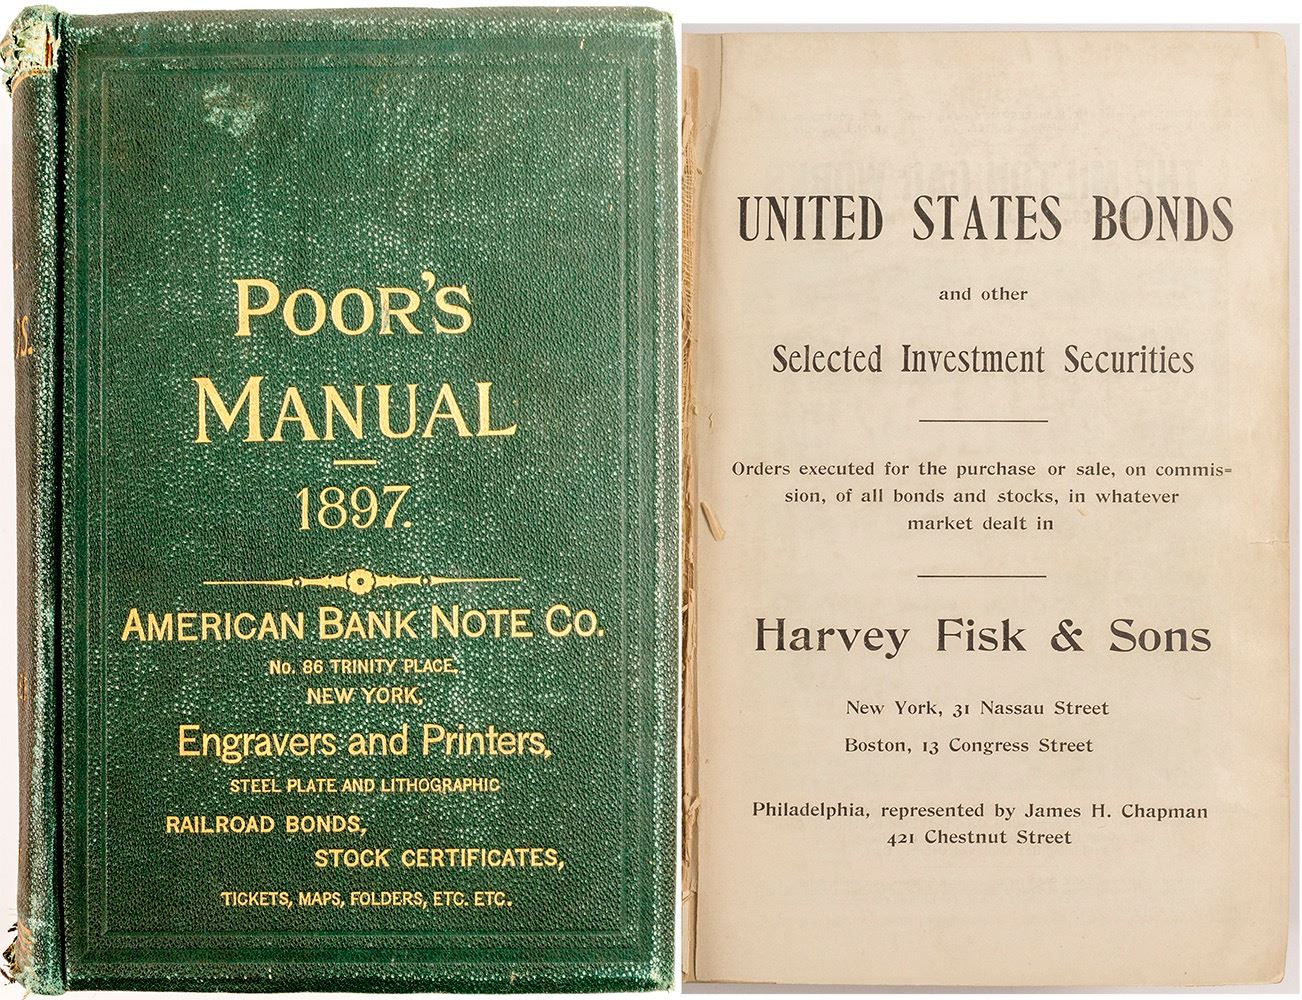 POOR'S
MANUAL
1897.
AMERICAN BANK NOTE CO.
No. 86 TRINITY PLACE,
NEW YORK,
Engravers and Printers,
STEEL PLATE AND LITHOGRAPHIC
RAILROAD BONDS,
STOCK CERTIFICATES,
TICKETS, MAPS, FOLDERS, ETC. ETC.
UNITED STATES BONDS
and other
Selected Investment Securities
Orders executed for the purchase or sale, on commis=
sion, of all bonds and stocks, in whatever
market dealt in
Harvey Fisk & Sons
New York, 31 Nassau Street
Boston, 13 Congress Street
Philadelphia, represented by James H. Chapman
421 Chestnut Street